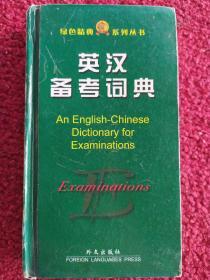 绿色精典系列丛书
英汉
备考词典
An English-Chinese
Dictionary for
Examinations
Examinations
外文出版社
FOREIGN LANGUAGES PRESS